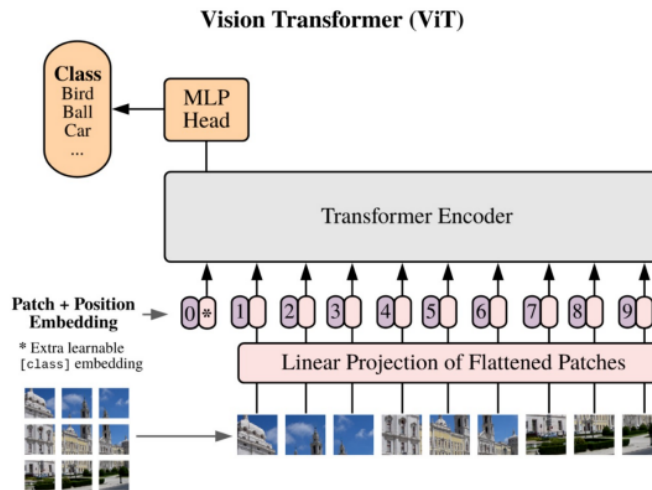 Vision Transformer (ViT)
Class
Bird
Ball
Car
...
MLP
Head
Transformer Encoder
Patch + Position
Embedding
0 * 1 2 3 4 5 6 7 8 9
* Extra learnable
[class] embedding
Linear Projection of Flattened Patches